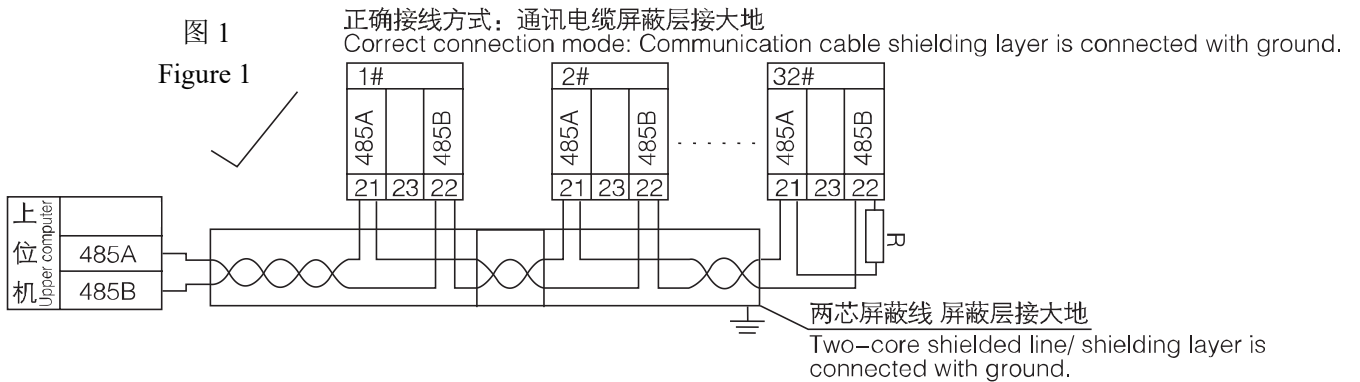 图 1
Figure 1
正确接线方式：通讯电缆屏蔽层接大地
Correct connection mode: Communication cable shielding layer is connected with ground.
1#
485A
485B
21 23 22
2#
485A
485B
21 23 22
......
32#
485A
485B
21 23 22
R
上位机
Upper computer
485A
485B
两芯屏蔽线 屏蔽层接大地
Two-core shielded line/ shielding layer is
connected with ground.